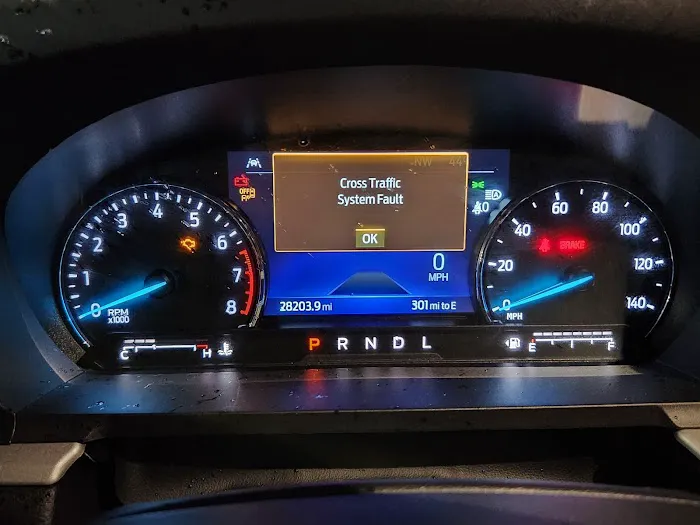 NW 44
Cross Traffic
System Fault
OK
OFF
0
MPH
28203.9 mi 301 mi to E
0 1 2 3 4 5 6 7 8
RPM
x1000
0 20 40 60 80 100 120 140
MPH
BRAKE
C H
P R N D L
E F